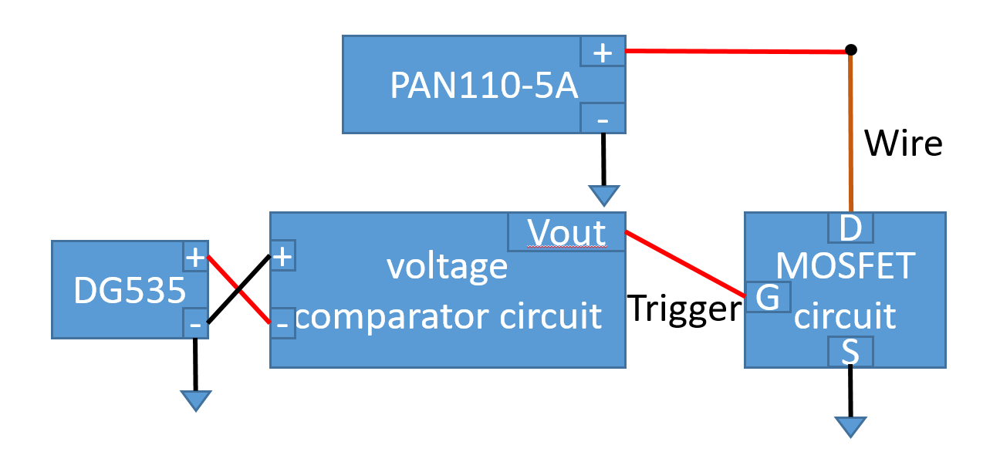 +
PAN110-5A
-
Wire
Vout
D
+
+
voltage
MOSFET
DG535
G
-
-
comparator circuit
Trigger
circuit
S